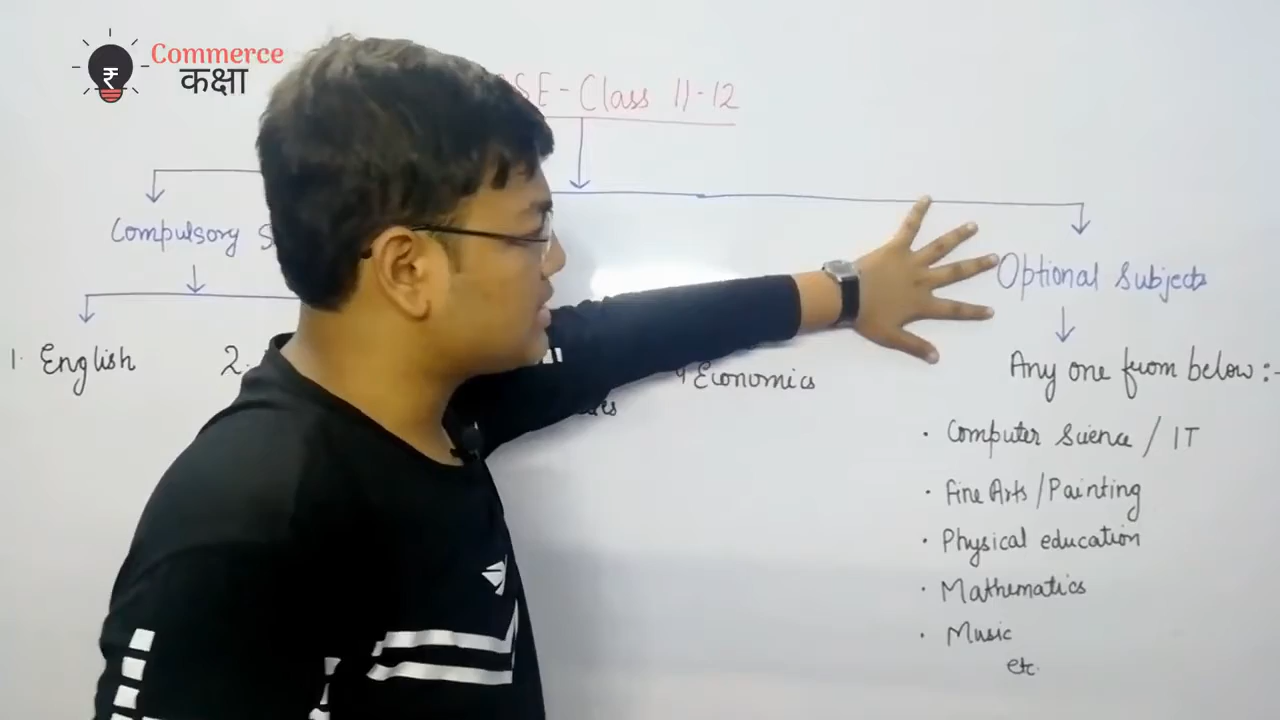 Commerce
कक्षा
SE-Class 11-12
Compulsory S
Optional Subjects
1. English
2.
4 Economics
Any one from below:-
· Computer Science / IT
· Fine Arts/Painting
· Physical education
· Mathematics
· Music
etc.